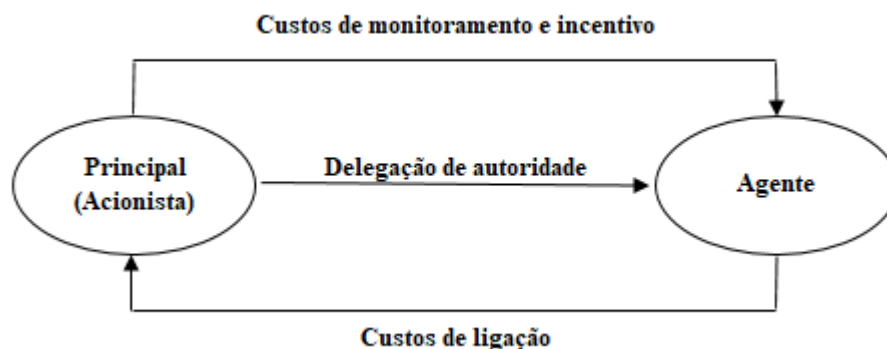 Custos de monitoramento e incentivo
Principal
(Acionista)
Delegação de autoridade
Agente
Custos de ligação